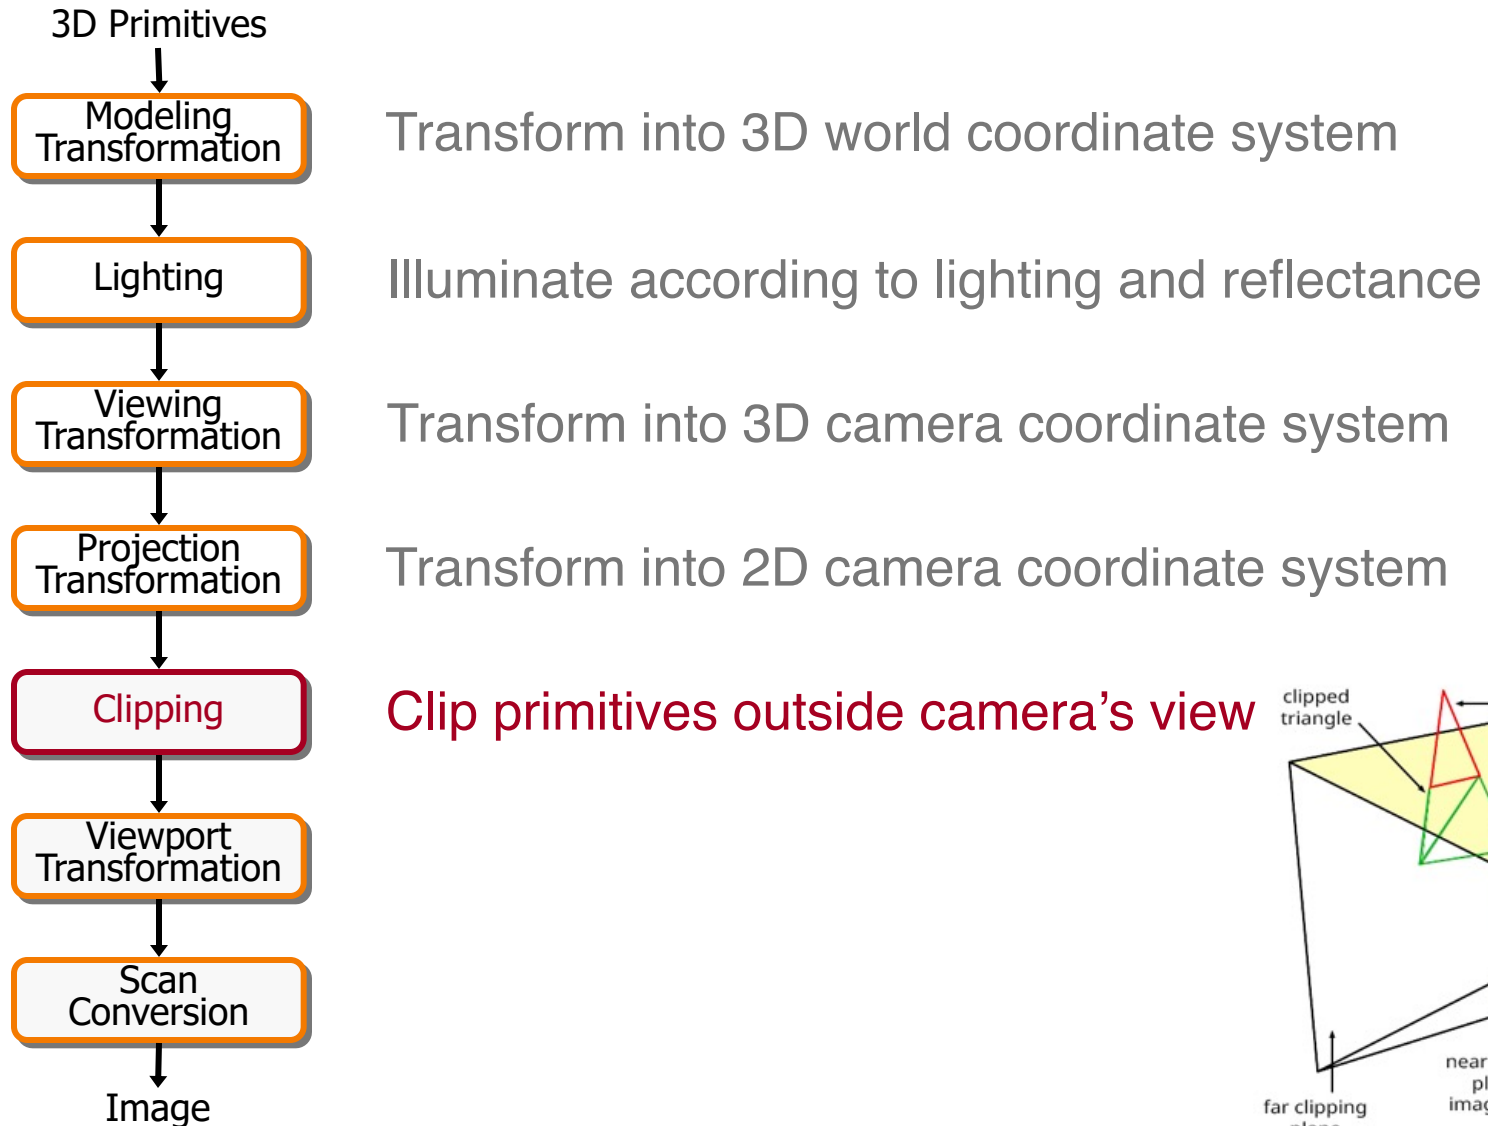 3D Primitives
Modeling
Transformation
Transform into 3D world coordinate system
Lighting
Illuminate according to lighting and reflectance
Viewing
Transformation
Transform into 3D camera coordinate system
Projection
Transformation
Transform into 2D camera coordinate system
Clipping
Clip primitives outside camera’s view
clipped
triangle
Viewport
Transformation
Scan
Conversion
near
far clipping
plane
Image